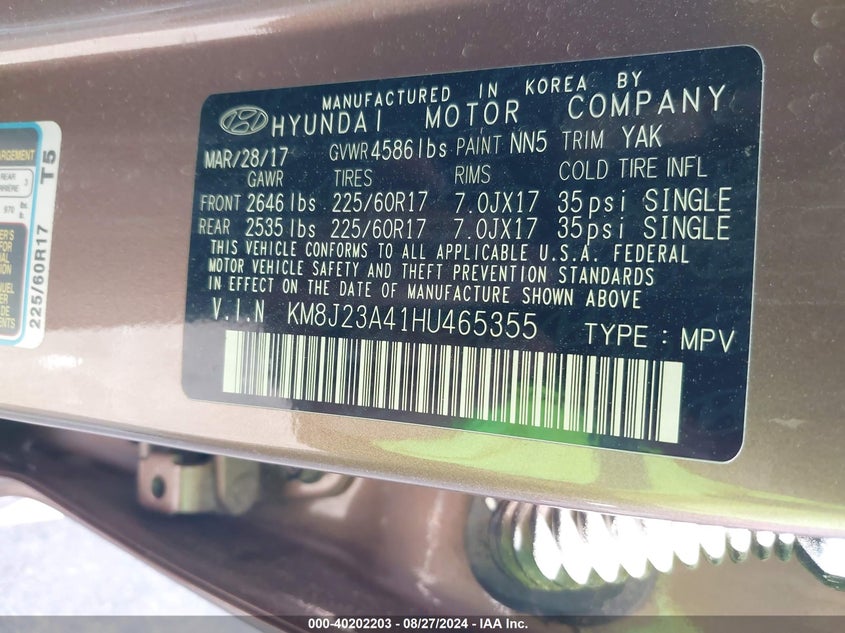 MANUFACTURED IN KOREA BY
HYUNDAI MOTOR COMPANY
MAR/28/17 GVWR 4586 lbs PAINT NN5 TRIM YAK
GAWR TIRES RIMS COLD TIRE INFL
FRONT 2646 lbs 225/60R17 7.0JX17 35psi SINGLE
REAR 2535 lbs 225/60R17 7.0JX17 35psi SINGLE
THIS VEHICLE CONFORMS TO ALL APPLICABLE U.S.A. FEDERAL
MOTOR VEHICLE SAFETY AND THEFT PREVENTION STANDARDS
IN EFFECT ON THE DATE OF MANUFACTURE SHOWN ABOVE
V.I.N KM8J23A41HU465355 TYPE : MPV
T5
225/60R17
REAR
970
FOR
000-40202203 - 08/27/2024 - IAA Inc.